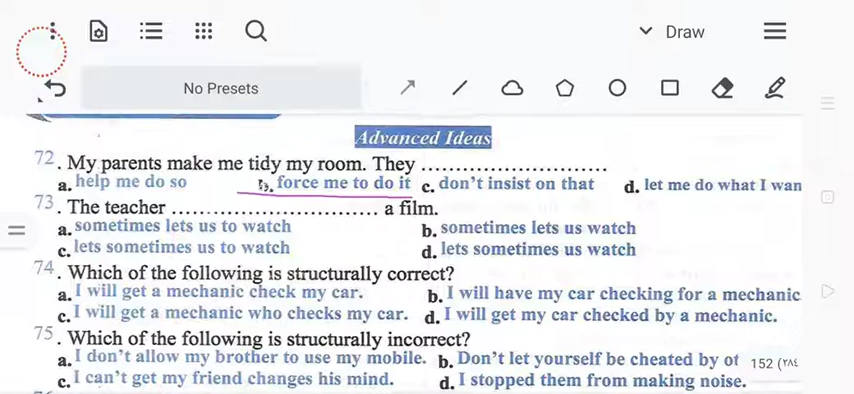 Draw
No Presets
Advanced Ideas
72. My parents make me tidy my room. They ..............................
a. help me do so b. force me to do it c. don't insist on that d. let me do what I wan
73. The teacher ................................. a film.
a. sometimes lets us to watch b. sometimes lets us watch
c. lets sometimes us to watch d. lets sometimes us watch
74. Which of the following is structurally correct?
a. I will get a mechanic check my car. b. I will have my car checking for a mechanic
c. I will get a mechanic who checks my car. d. I will get my car checked by a mechanic.
75. Which of the following is structurally incorrect?
a. I don't allow my brother to use my mobile. b. Don't let yourself be cheated by ot 152 (٢٨٤
c. I can't get my friend changes his mind. d. I stopped them from making noise.